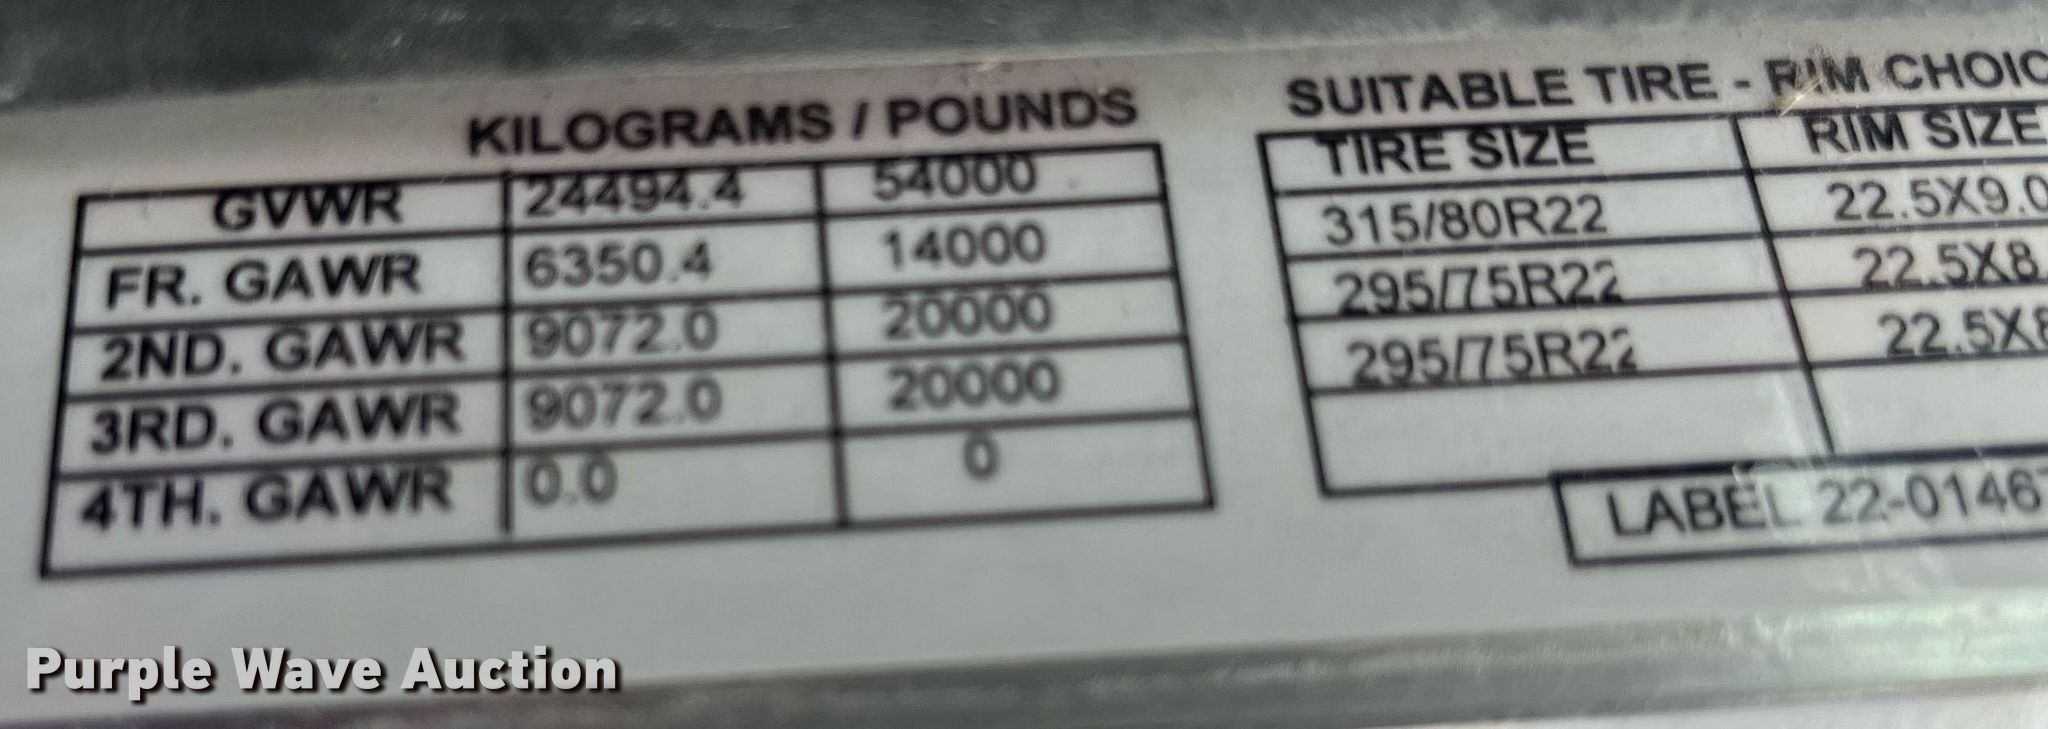 KILOGRAMS / POUNDS
GVWR 24494.4 54000
FR. GAWR 6350.4 14000
2ND. GAWR 9072.0 20000
3RD. GAWR 9072.0 20000
4TH. GAWR 0.0 0
SUITABLE TIRE - RIM CHOIC
TIRE SIZE RIM SIZE
315/80R22 22.5X9.0
295/75R22 22.5X8.
295/75R22 22.5X8
LABEL 22-0146
Purple Wave Auction